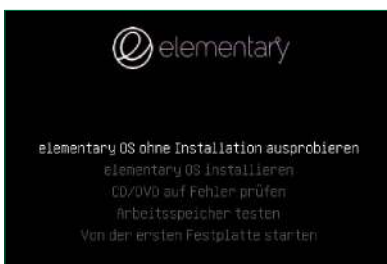 elementary
elementary OS ohne Installation ausprobieren
elementary OS installieren
CD/DVD auf Fehler prüfen
Arbeitsspeicher testen
Von der ersten Festplatte starten